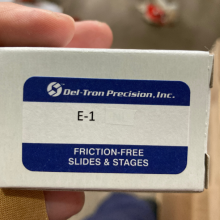 Del-Tron Precision, Inc.
E-1
FRICTION-FREE
SLIDES & STAGES